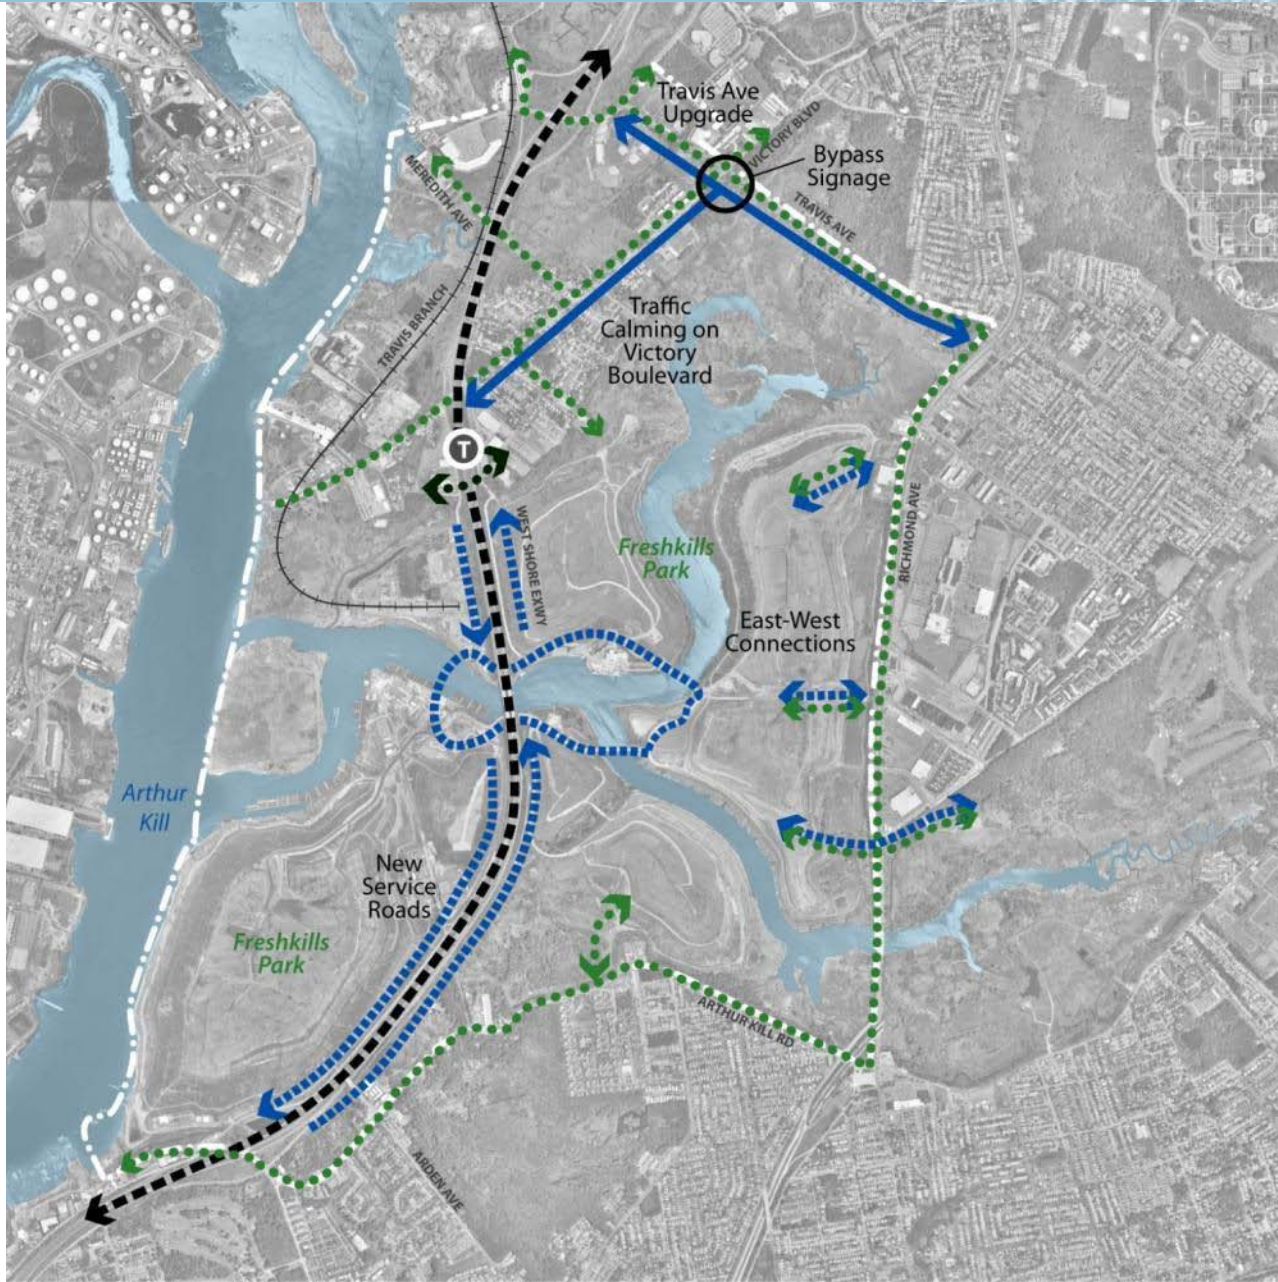 Travis Ave
Upgrade
VICTORY BLVD
Bypass
Signage
MEREDITH AVE
TRAVIS AVE
TRAVIS BRANCH
Traffic
Calming on
Victory
Boulevard
T
WEST SHORE EXWY
Freshkills
Park
RICHMOND AVE
East-West
Connections
Arthur
Kill
New
Service
Roads
Freshkills
Park
ARTHUR KILL RD
ARDEN AVE